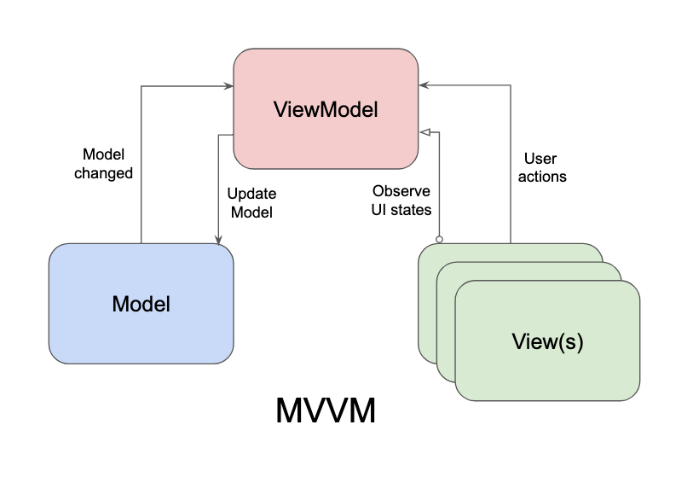 ViewModel
Model
changed
Update
Model
Observe
UI states
User
actions
Model
View(s)
MVVM